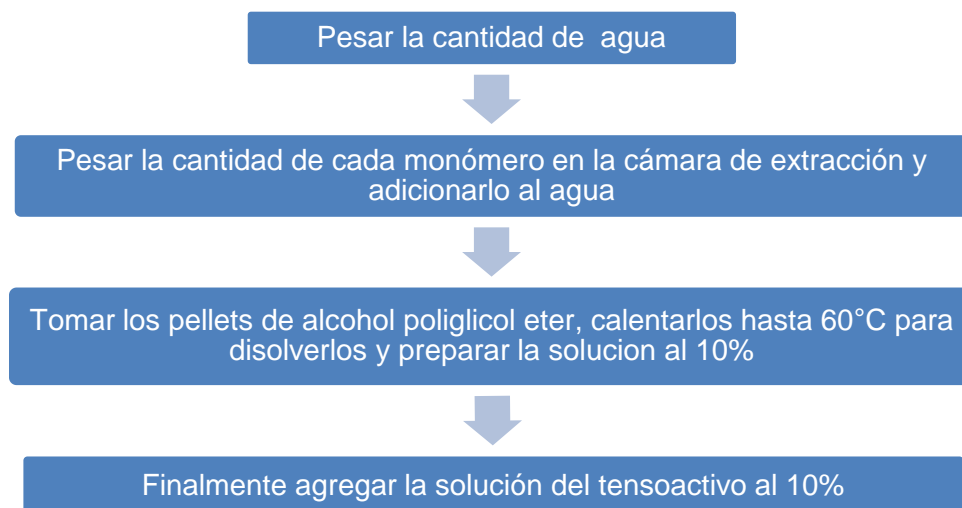 Pesar la cantidad de  agua
Pesar la cantidad de cada monómero en la cámara de extracción y
adicionarlo al agua
Tomar los pellets de alcohol poliglicol eter, calentarlos hasta 60°C para
disolverlos y preparar la solucion al 10%
Finalmente agregar la solución del tensoactivo al 10%